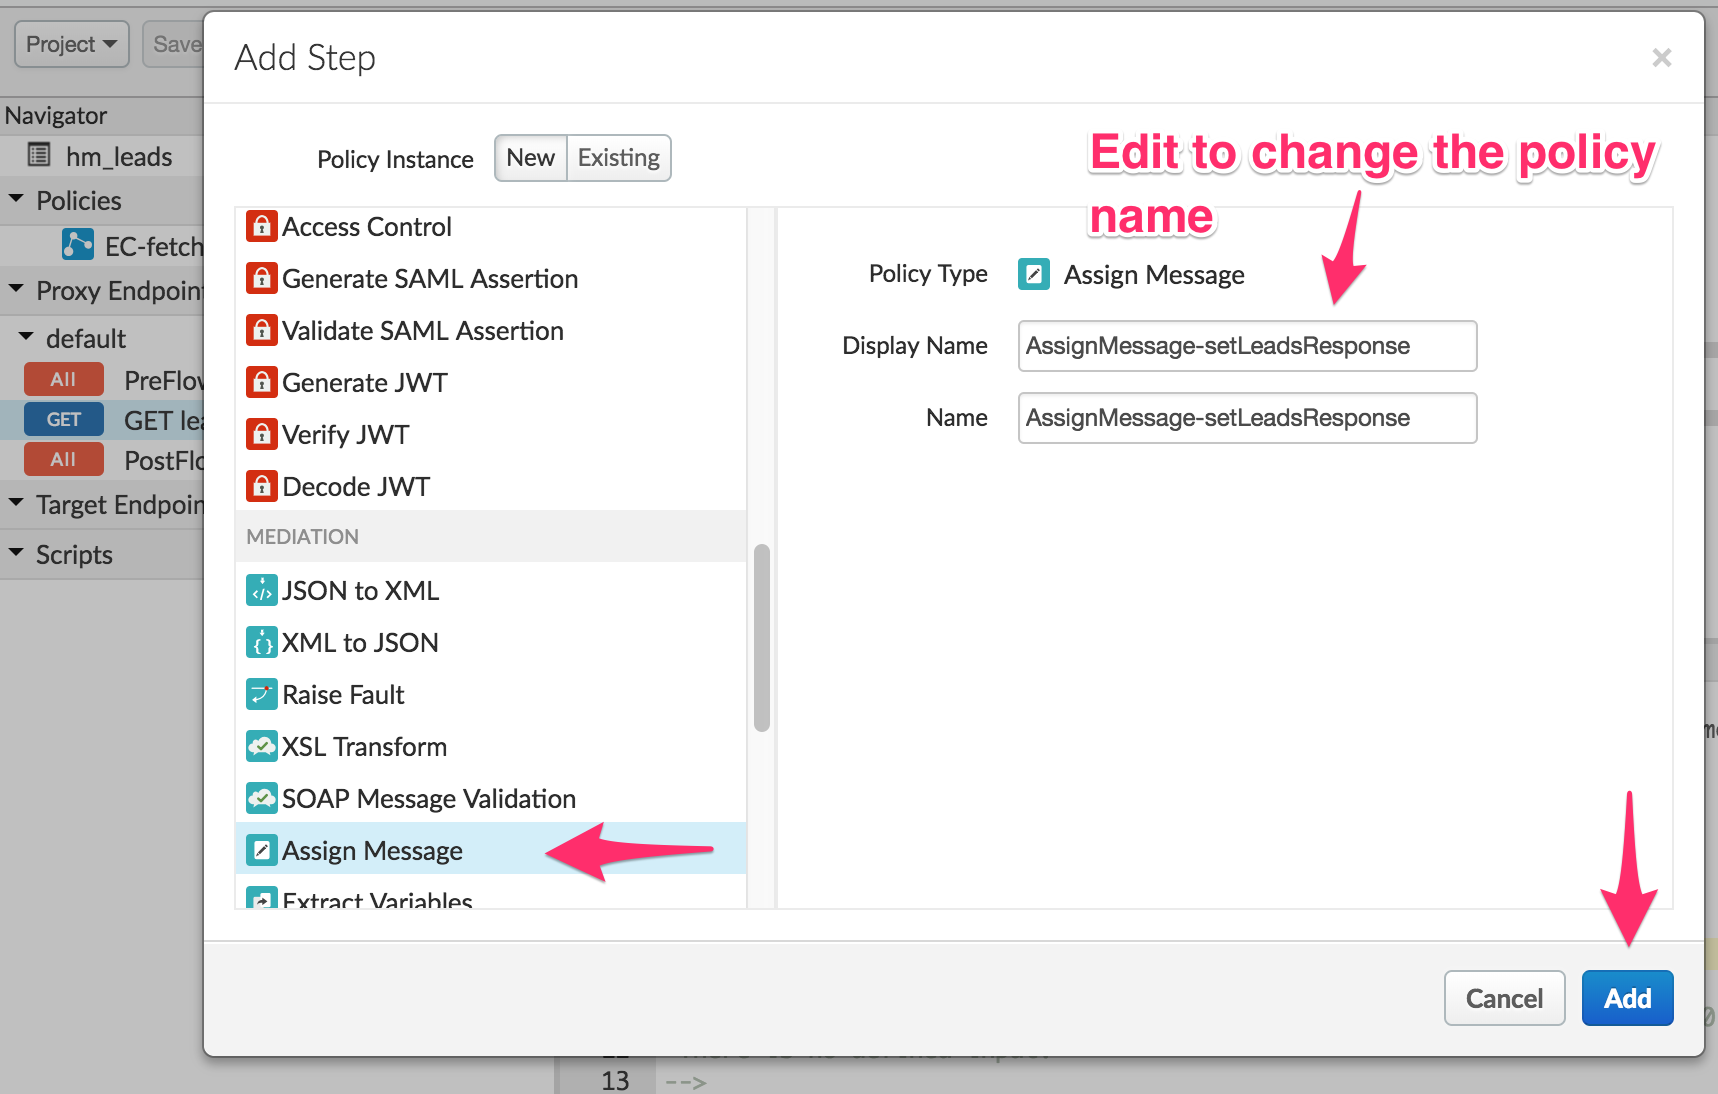 Project
Save
Navigator
hm_leads
Policies
EC-fetch
Proxy Endpoint
default
All PreFlow
GET GET lea
All PostFlo
Target Endpoin
Scripts
Add Step
×
Policy Instance New Existing
Edit to change the policy
name
Access Control
Generate SAML Assertion
Validate SAML Assertion
Generate JWT
Verify JWT
Decode JWT
MEDIATION
JSON to XML
XML to JSON
Raise Fault
XSL Transform
SOAP Message Validation
Assign Message
Extract Variables
Policy Type Assign Message
Display Name AssignMessage-setLeadsResponse
Name AssignMessage-setLeadsResponse
Cancel Add
13 -->